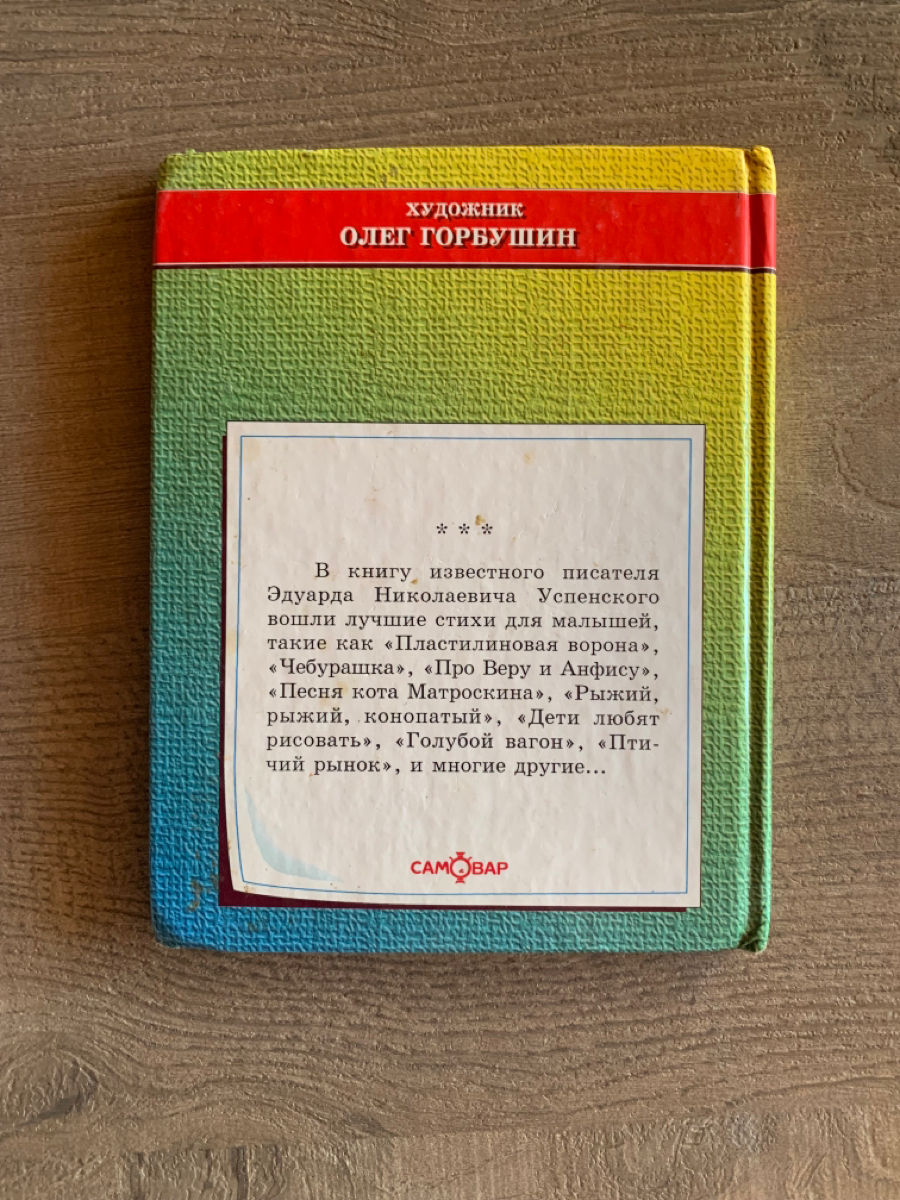 ХУДОЖНИК
ОЛЕГ ГОРБУШИН
* * *
В книгу известного писателя
Эдуарда Николаевича Успенского
вошли лучшие стихи для малышей,
такие как «Пластилиновая ворона»,
«Чебурашка», «Про Веру и Анфису»,
«Песня кота Матроскина», «Рыжий,
рыжий, конопатый», «Дети любят
рисовать», «Голубой вагон», «Пти-
чий рынок», и многие другие...
САМОВАР